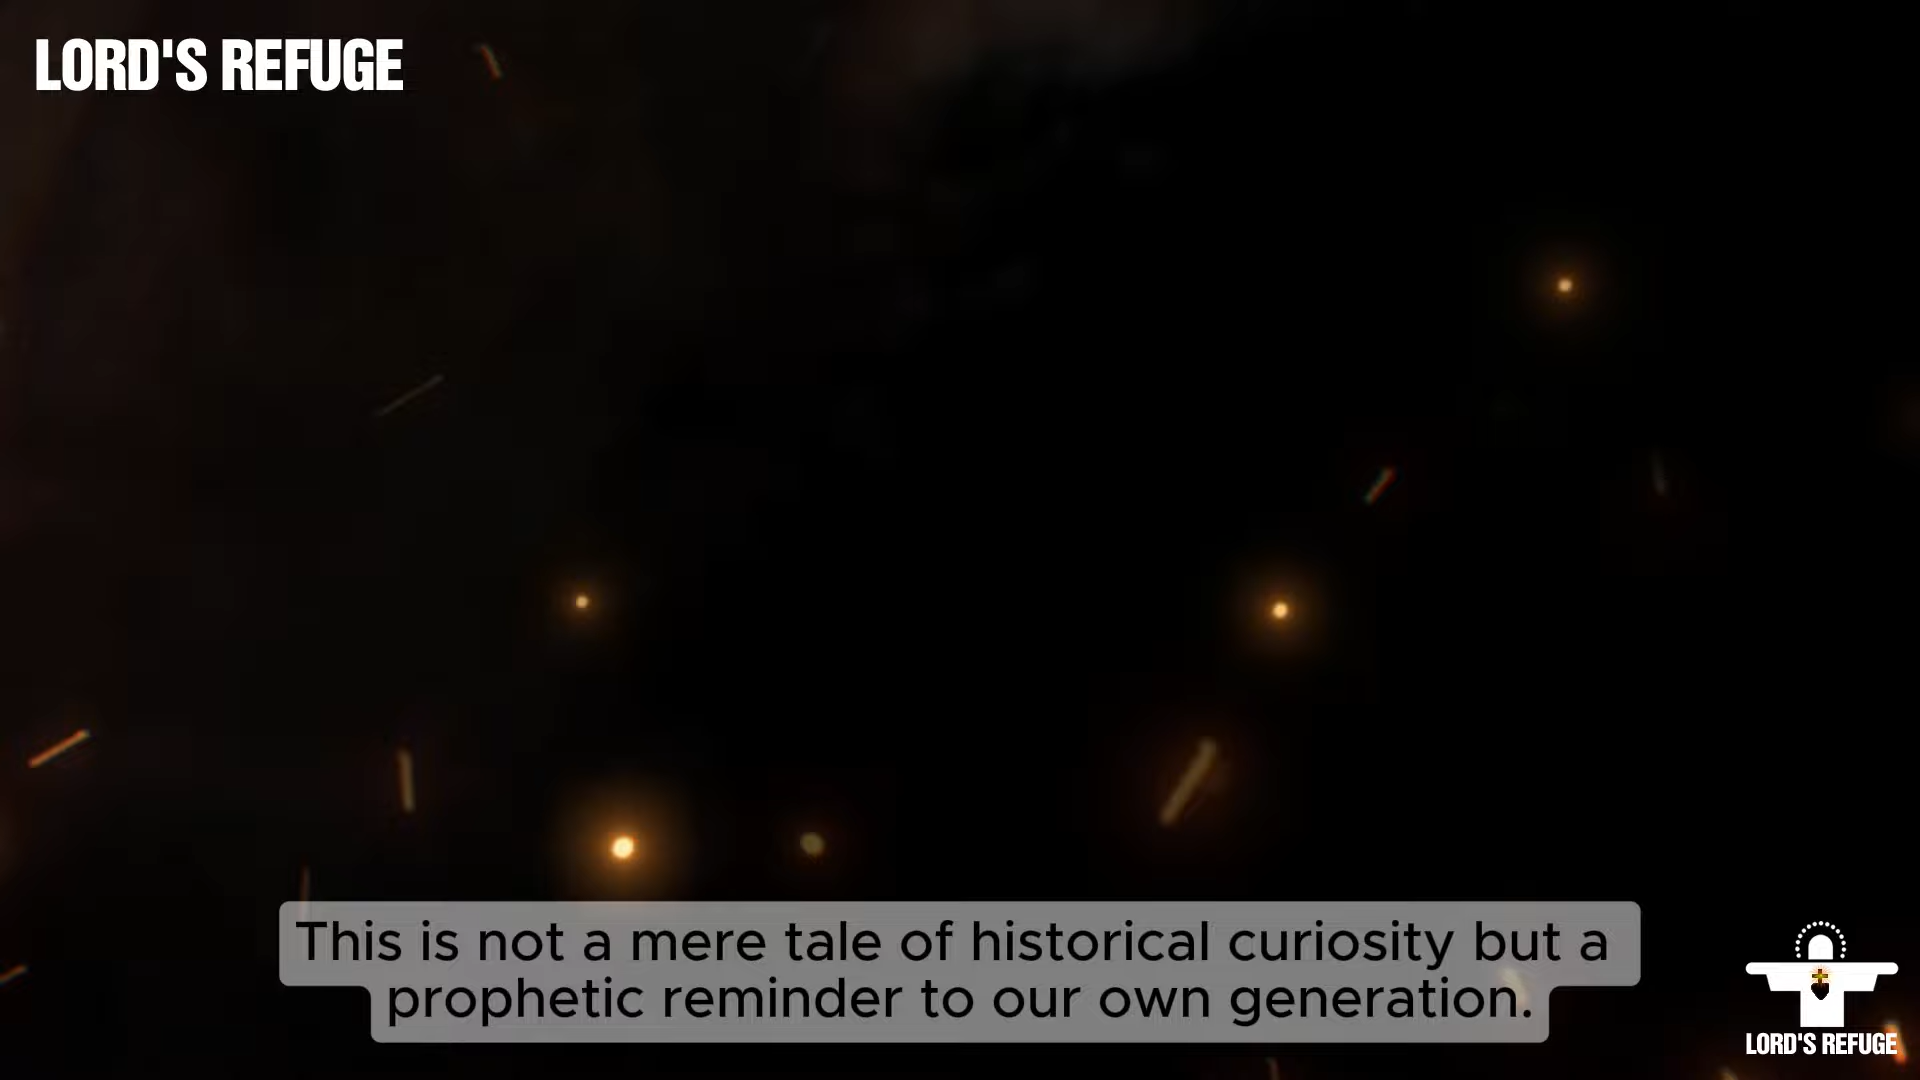 LORD'S REFUGE
This is not a mere tale of historical curiosity but a
prophetic reminder to our own generation.
LORD'S REFUGE